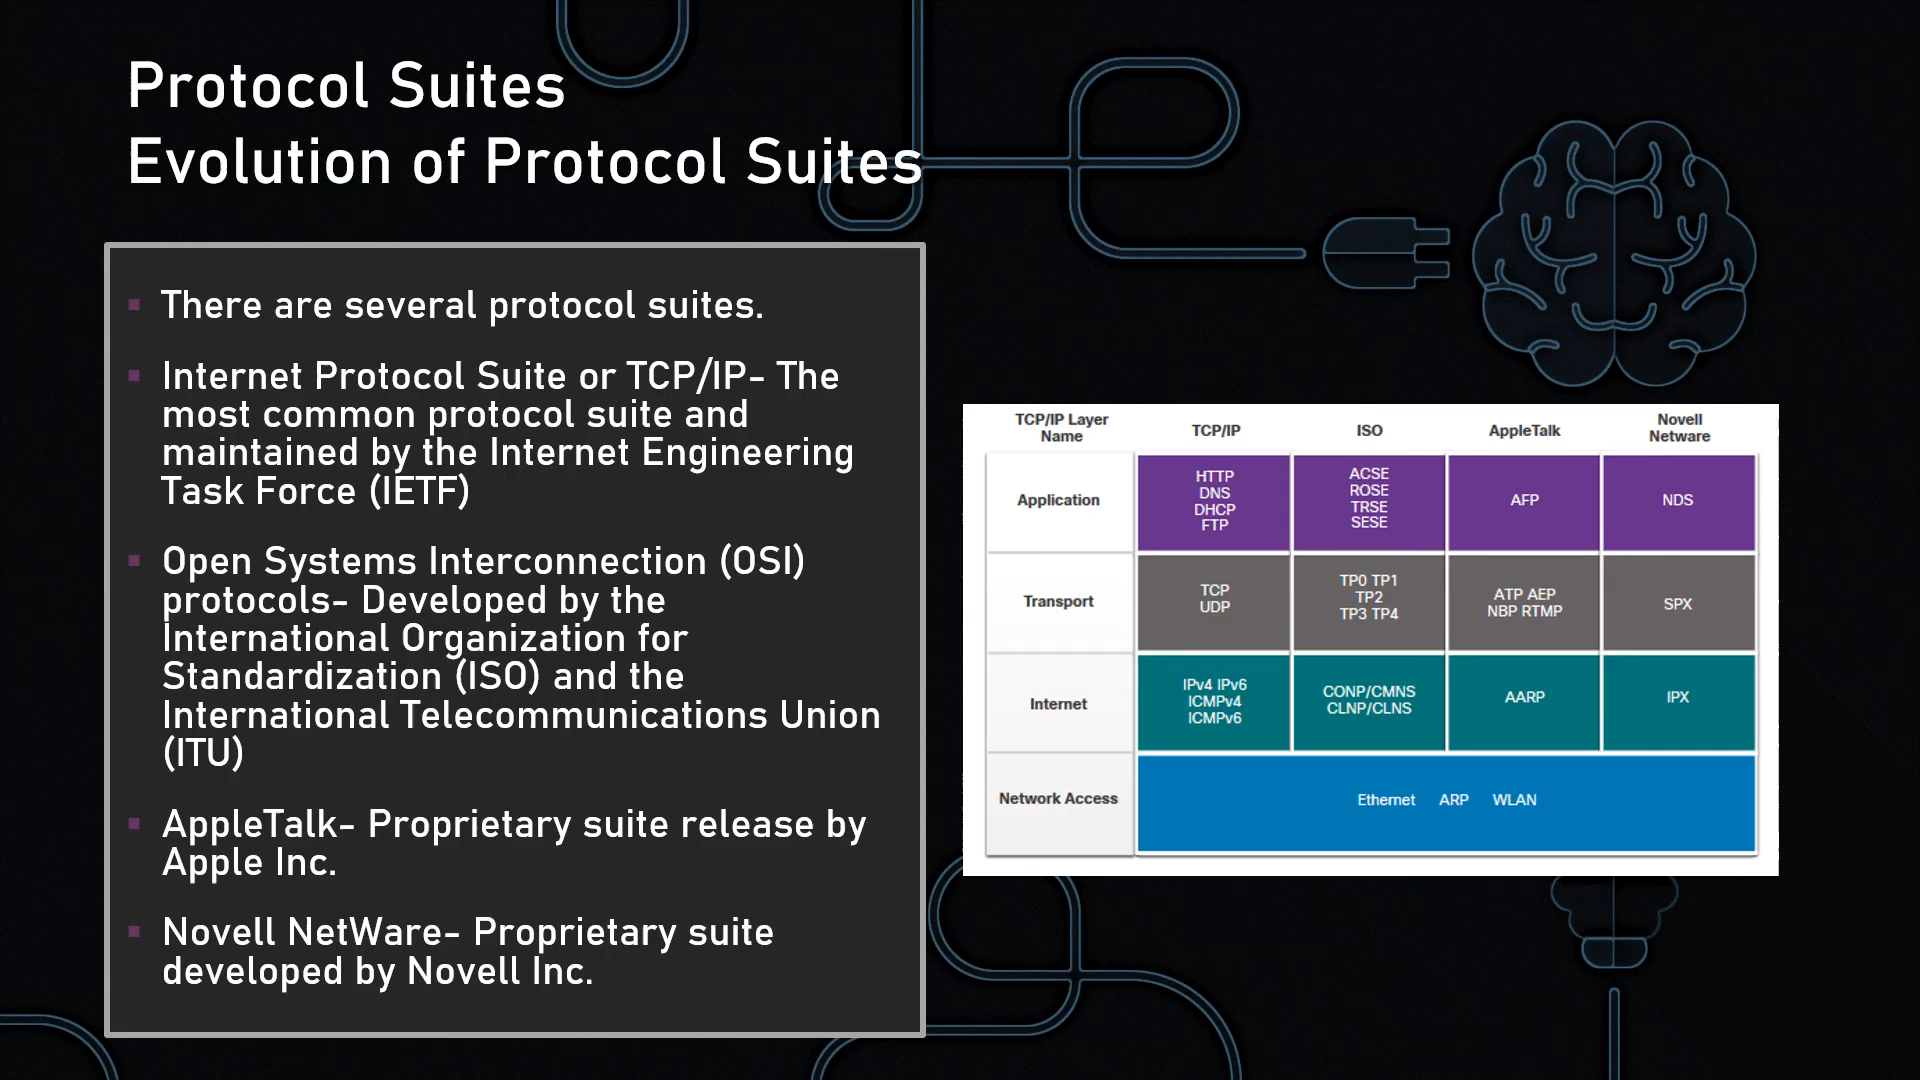 Protocol Suites
Evolution of Protocol Suites
There are several protocol suites.
Internet Protocol Suite or TCP/IP- The
most common protocol suite and
maintained by the Internet Engineering
Task Force (IETF)
Open Systems Interconnection (OSI)
protocols- Developed by the
International Organization for
Standardization (ISO) and the
International Telecommunications Union
(ITU)
AppleTalk- Proprietary suite release by
Apple Inc.
Novell NetWare- Proprietary suite
developed by Novell Inc.
TCP/IP Layer
Name
TCP/IP
ISO
AppleTalk
Novell
Netware
Application
HTTP
DNS
DHCP
FTP
ACSE
ROSE
TRSE
SESE
AFP
NDS
Transport
TCP
UDP
TP0 TP1
TP2
TP3 TP4
ATP AEP
NBP RTMP
SPX
Internet
IPv4 IPv6
ICMPv4
ICMPv6
CONP/CMNS
CLNP/CLNS
AARP
IPX
Network Access
Ethernet ARP WLAN